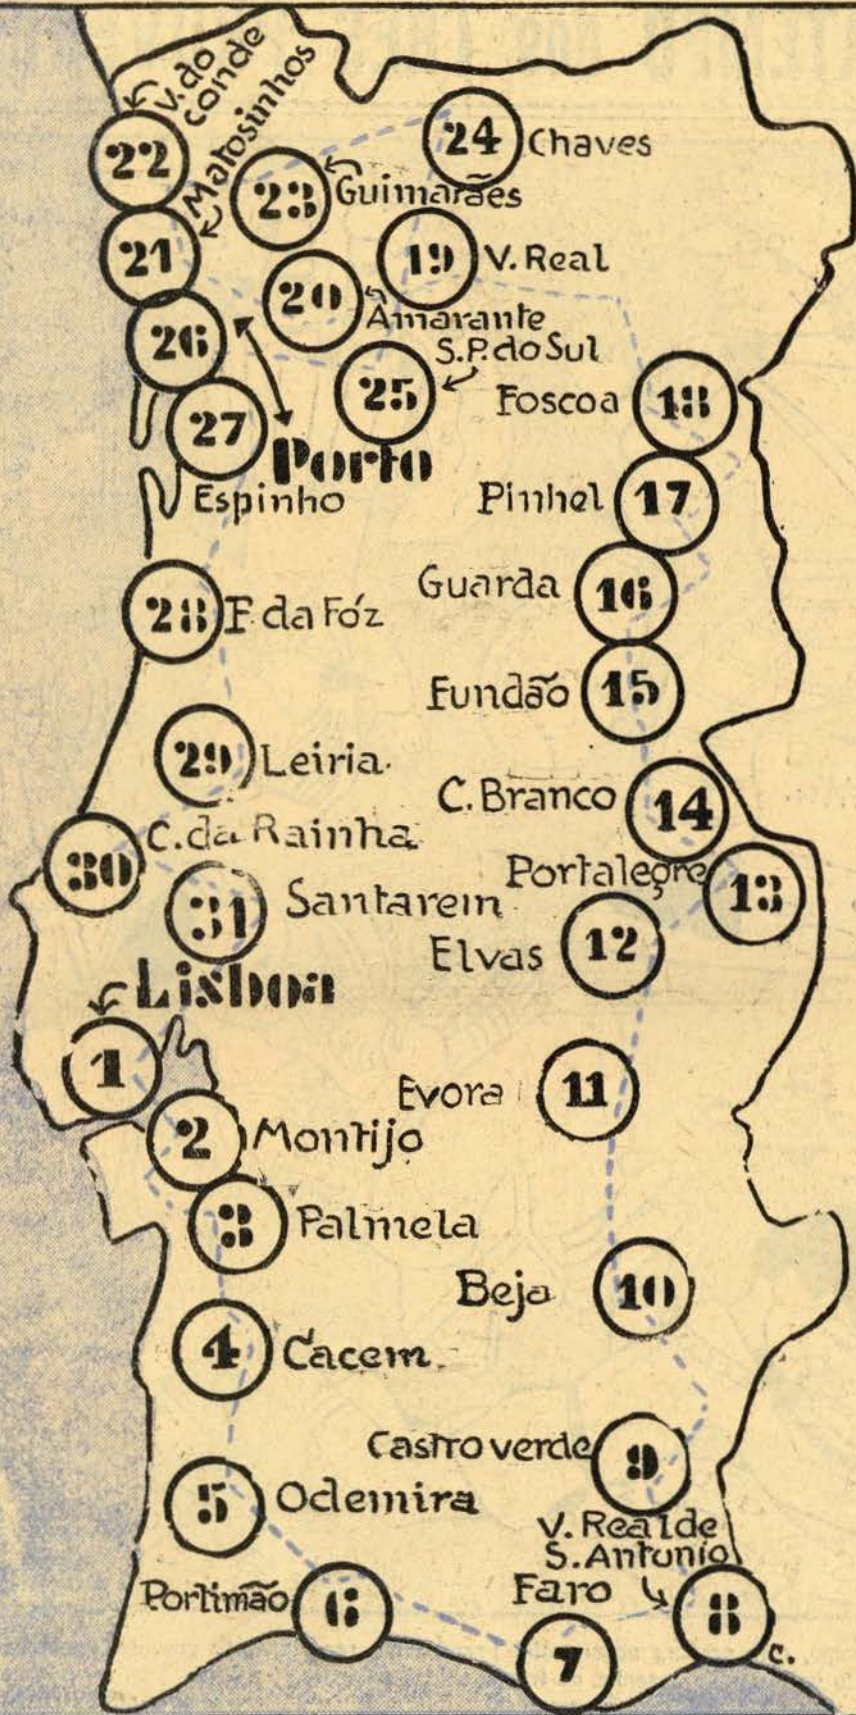 V. do
conde
22
Matosinhos
24 Chaves
23 Guimarães
21
19 V. Real
20 Amarante
26
S.P. do Sul
25
Foscoa 18
27 Porto
Espinho
Pinhel 17
Guarda 16
28 F. da Fóz
Fundão 15
29 Leiria.
C. Branco 14
30 C. da Rainha
Portalegre 13
31 Santarem
Elvas 12
Lisboa
1
Evora 11
2 Montijo
3 Palmela
Beja 10
4 Cacem.
Castro verde 9
5 Odemira
V. Real de
S. Antonio
8
Portimão 6
Faro
7
c.